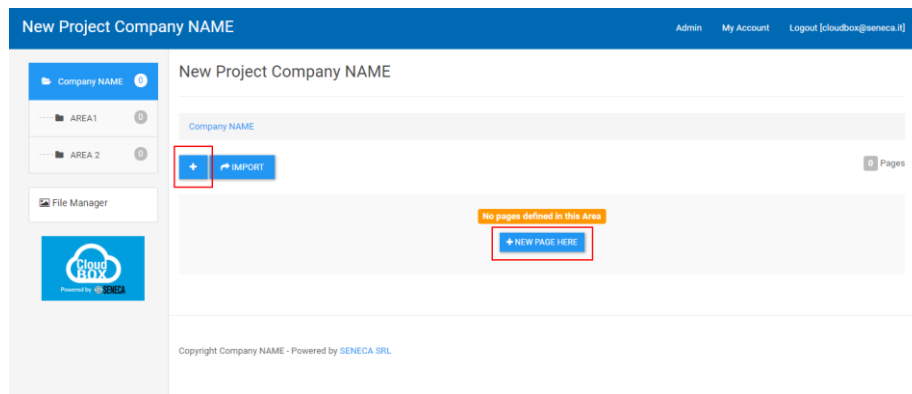 New Project Company NAME
Admin My Account Logout [cloudbox@seneca.it]
Company NAME 0
AREA1 0
AREA 2 0
File Manager
Cloud
BOX
Powered by SENECA
New Project Company NAME
Company NAME
+ IMPORT
0 Pages
No pages defined in this Area
+ NEW PAGE HERE
Copyright Company NAME - Powered by SENECA SRL